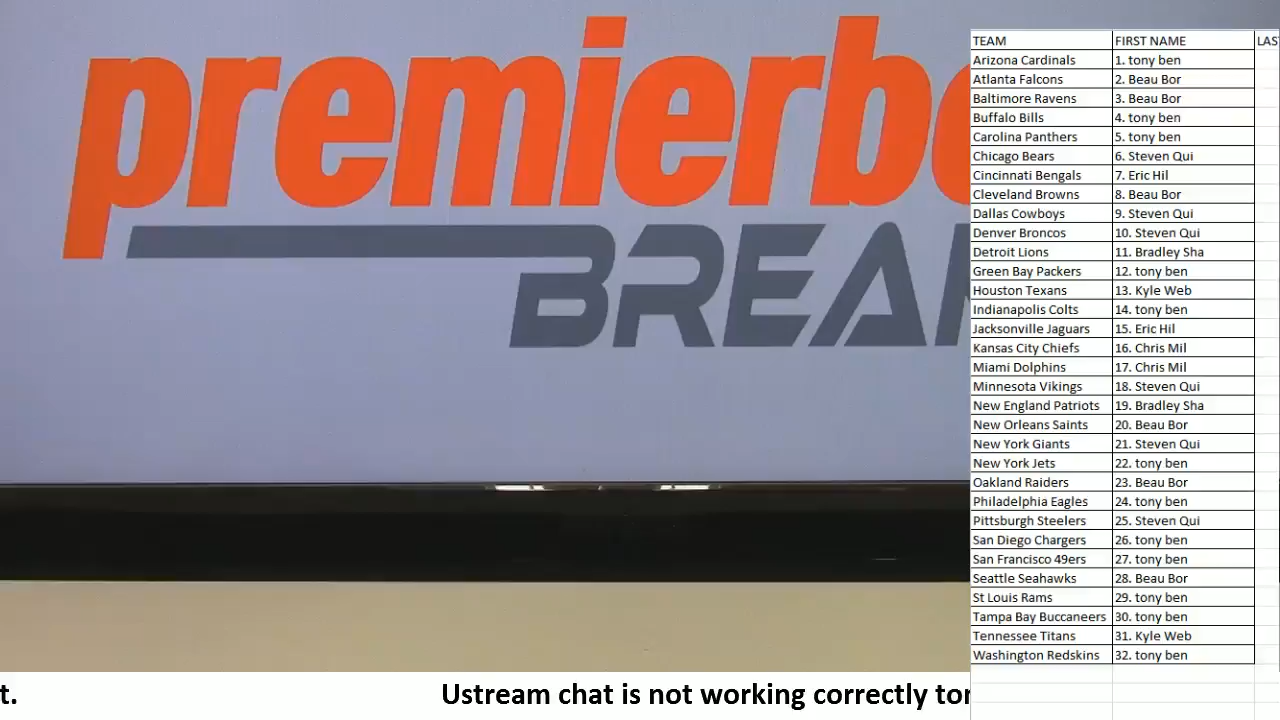 premierbo
BREA
TEAM FIRST NAME LAS
Arizona Cardinals 1. tony ben
Atlanta Falcons 2. Beau Bor
Baltimore Ravens 3. Beau Bor
Buffalo Bills 4. tony ben
Carolina Panthers 5. tony ben
Chicago Bears 6. Steven Qui
Cincinnati Bengals 7. Eric Hil
Cleveland Browns 8. Beau Bor
Dallas Cowboys 9. Steven Qui
Denver Broncos 10. Steven Qui
Detroit Lions 11. Bradley Sha
Green Bay Packers 12. tony ben
Houston Texans 13. Kyle Web
Indianapolis Colts 14. tony ben
Jacksonville Jaguars 15. Eric Hil
Kansas City Chiefs 16. Chris Mil
Miami Dolphins 17. Chris Mil
Minnesota Vikings 18. Steven Qui
New England Patriots 19. Bradley Sha
New Orleans Saints 20. Beau Bor
New York Giants 21. Steven Qui
New York Jets 22. tony ben
Oakland Raiders 23. Beau Bor
Philadelphia Eagles 24. tony ben
Pittsburgh Steelers 25. Steven Qui
San Diego Chargers 26. tony ben
San Francisco 49ers 27. tony ben
Seattle Seahawks 28. Beau Bor
St Louis Rams 29. tony ben
Tampa Bay Buccaneers 30. tony ben
Tennessee Titans 31. Kyle Web
Washington Redskins 32. tony ben
t. Ustream chat is not working correctly ton